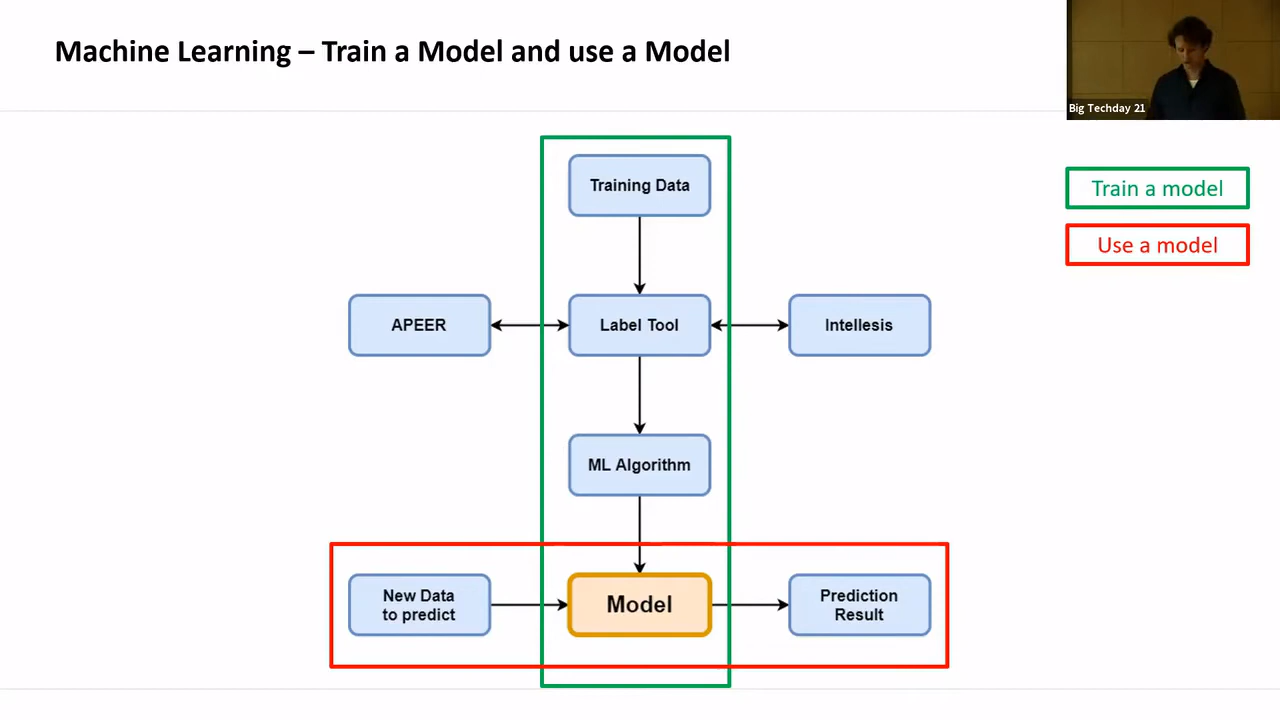 Machine Learning – Train a Model and use a Model
Big Techday 21
Train a model
Use a model
Training Data
APEER
Label Tool
Intellesis
ML Algorithm
New Data
to predict
Model
Prediction
Result